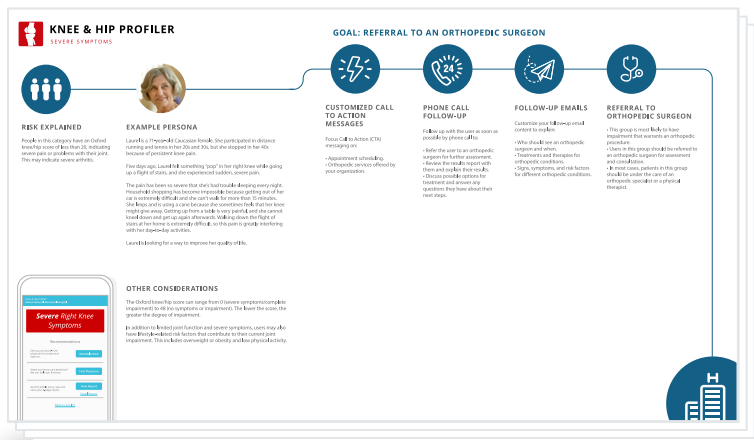 KNEE & HIP PROFILER
SEVERE SYMPTOMS
GOAL: REFERRAL TO AN ORTHOPEDIC SURGEON
RISK EXPLAINED
People in this category have an Oxford
knee/hip score of less than 20, indicating
severe pain or problems with their joint.
This may indicate severe arthritis.
EXAMPLE PERSONA
Laurel is a 71-year-old Caucasian female. She participated in distance
running and tennis in her 20s and 30s, but stopped in her 40s
because of persistent knee pain.
Five days ago, Laurel felt something "pop" in her right knee while going
up a flight of stairs, and she experienced sudden, severe pain.
The pain has been so severe that she's had trouble sleeping every night.
Household shopping has become impossible because getting out of her
car is extremely difficult and she can't walk for more than 15 minutes.
She limps and is using a cane because she sometimes feels that her knee
might give away. Getting up from a table is very painful, and she cannot
kneel down and get up again afterwards. Walking down the flight of
stairs at her home is extremely difficult, so this pain is greatly interfering
with her day-to-day activities.
Laurel is looking for a way to improve her quality of life.
CUSTOMIZED CALL
TO ACTION
MESSAGES
Focus Call to Action (CTA)
messaging on:
• Appointment scheduling.
• Orthopedic services offered by
your organization.
24
PHONE CALL
FOLLOW-UP
Follow up with the user as soon as
possible by phone call to:
• Refer the user to an orthopedic
surgeon for further assessment.
• Review the results report with
them and explain their results.
• Discuss possible options for
treatment and answer any
questions they have about their
next steps.
FOLLOW-UP EMAILS
Customize your follow-up email
content to explain:
• Who should see an orthopedic
surgeon and when.
• Treatments and therapies for
orthopedic conditions.
• Signs, symptoms, and risk factors
for different orthopedic conditions.
REFERRAL TO
ORTHOPEDIC SURGEON
• This group is most likely to have
impairment that warrants an orthopedic
procedure.
• Users in this group should be referred to
an orthopedic surgeon for assessment
and consultation.
• In most cases, patients in this group
should be under the care of an
orthopedic specialist or a physical
therapist.
OTHER CONSIDERATIONS
The Oxford knee/hip score can range from 0 (severe symptoms/complete
impairment) to 48 (no symptoms or impairment). The lower the score, the
greater the degree of impairment.
In addition to limited joint function and severe symptoms, users may also
have lifestyle-related risk factors that contribute to their current joint
impairment. This includes overweight or obesity and low physical activity.
Severe Right Knee
Symptoms